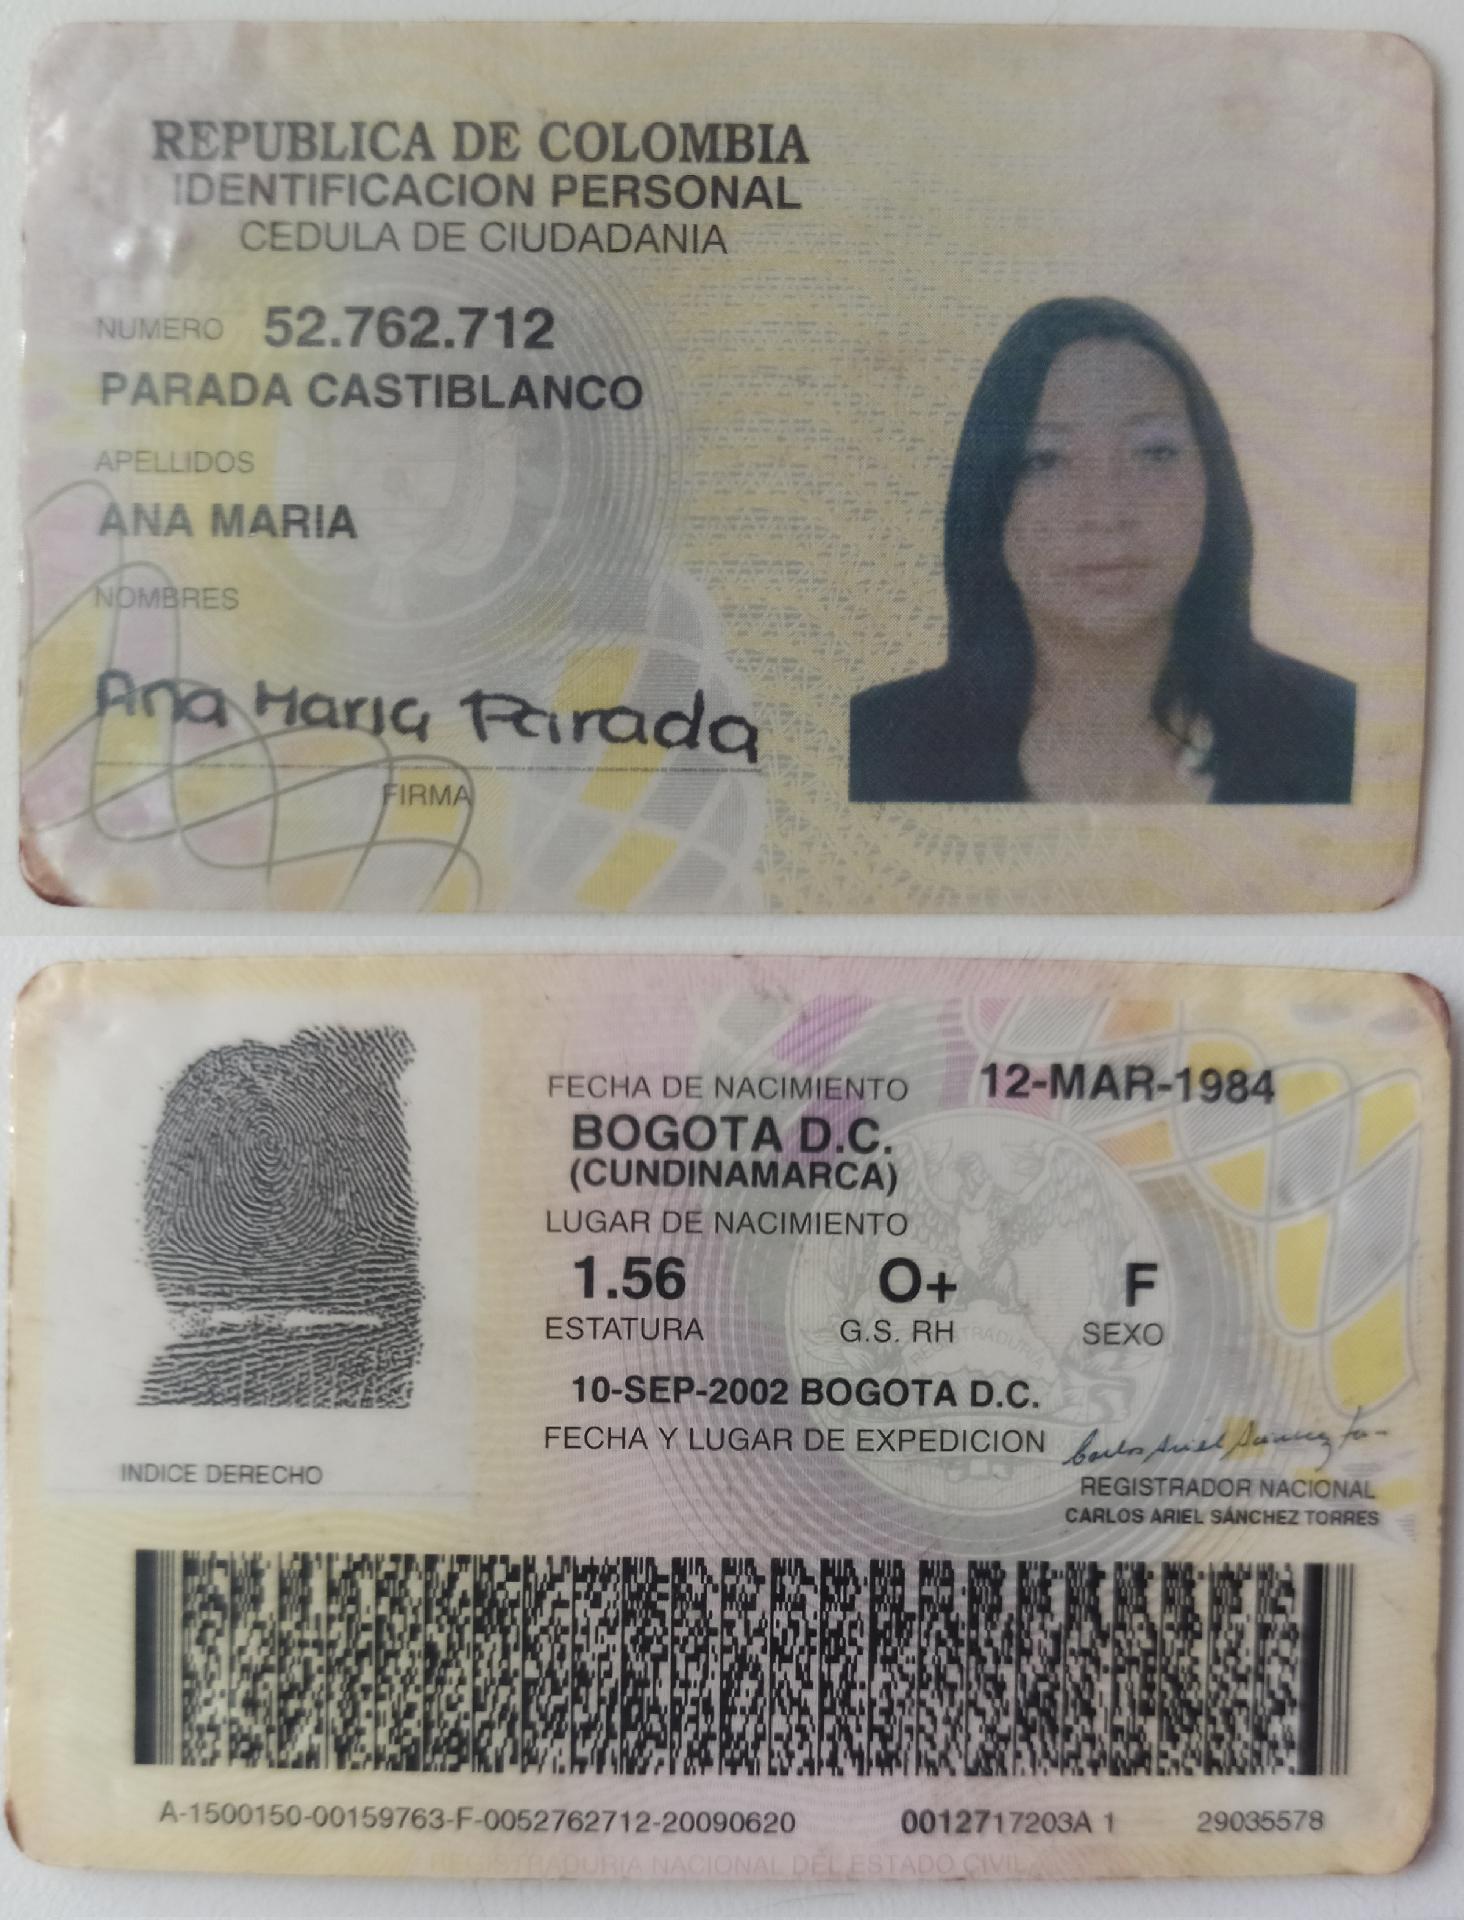 REPUBLICA DE COLOMBIA
IDENTIFICACION PERSONAL
CEDULA DE CIUDADANIA
NUMERO 52.762.712
PARADA CASTIBLANCO
APELLIDOS
ANA MARIA
NOMBRES
Ana Maria Parada
FIRMA
FECHA DE NACIMIENTO 12-MAR-1984
BOGOTA D.C.
(CUNDINAMARCA)
LUGAR DE NACIMIENTO
1.56 O+ F
ESTATURA G.S. RH SEXO
10-SEP-2002 BOGOTA D.C.
FECHA Y LUGAR DE EXPEDICION
Carlos Ariel Sánchez
INDICE DERECHO
REGISTRADOR NACIONAL
CARLOS ARIEL SÁNCHEZ TORRES
A-1500150-00159763-F-0052762712-20090620 0012717203A 1 29035578
REGISTRADURIA NACIONAL DEL ESTADO CIVIL